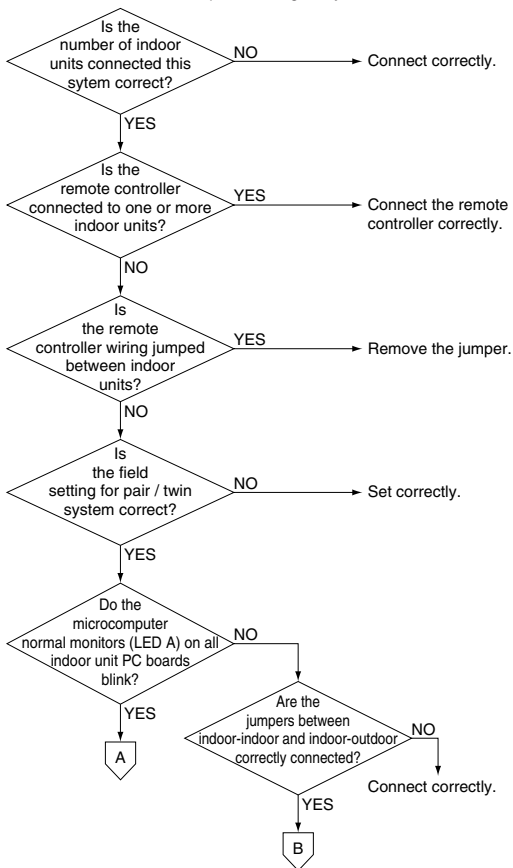 Is the
number of indoor
units connected this
sytem correct?
NO
Connect correctly.
YES
Is the
remote controller
connected to one or more
indoor units?
YES
Connect the remote
controller correctly.
NO
Is
the remote
controller wiring jumped
between indoor
units?
YES
Remove the jumper.
NO
Is
the field
setting for pair / twin
system correct?
NO
Set correctly.
YES
Do the
microcomputer
normal monitors (LED A) on all
indoor unit PC boards
blink?
NO
YES
A
Are the
jumpers between
indoor-indoor and indoor-outdoor
correctly connected?
NO
Connect correctly.
YES
B